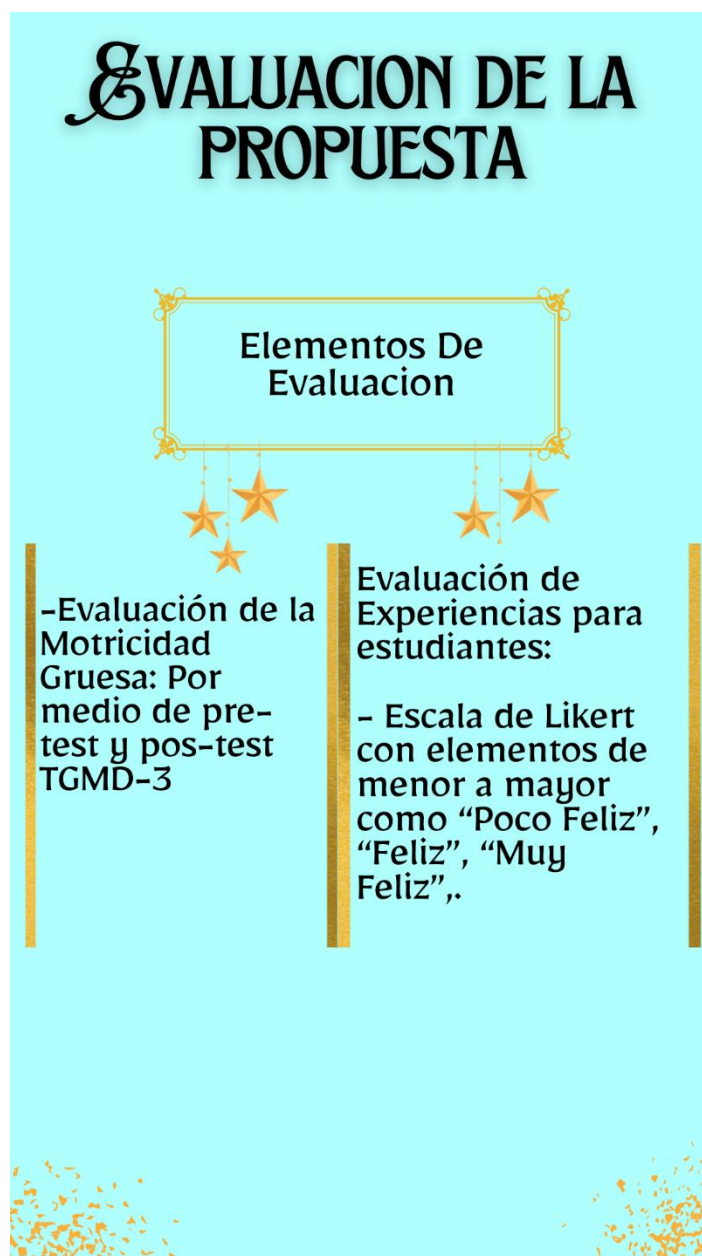 EVALUACION DE LA
PROPUESTA
Elementos De
Evaluacion
-Evaluación de la
Motricidad
Gruesa: Por
medio de pre-
test y pos-test
TGMD-3
Evaluación de
Experiencias para
estudiantes:
- Escala de Likert
con elementos de
menor a mayor
como “Poco Feliz”,
“Feliz”, “Muy
Feliz”,.